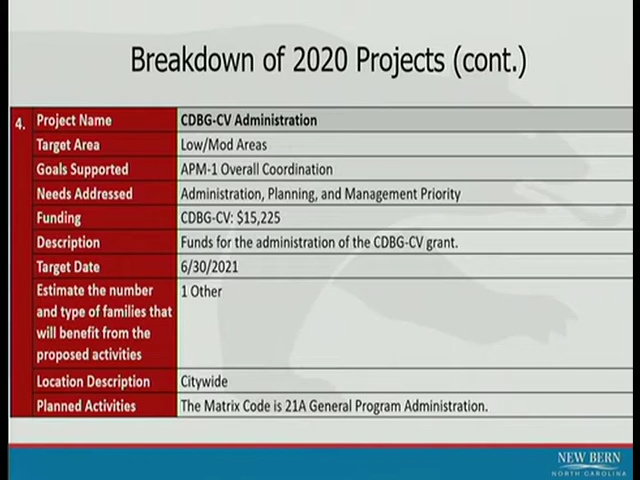 Breakdown of 2020 Projects (cont.)
4. Project Name CDBG-CV Administration
Target Area Low/Mod Areas
Goals Supported APM-1 Overall Coordination
Needs Addressed Administration, Planning, and Management Priority
Funding CDBG-CV: $15,225
Description Funds for the administration of the CDBG-CV grant.
Target Date 6/30/2021
Estimate the number 1 Other
and type of families that
will benefit from the
proposed activities
Location Description Citywide
Planned Activities The Matrix Code is 21A General Program Administration.
NEW BERN
NORTH CAROLINA